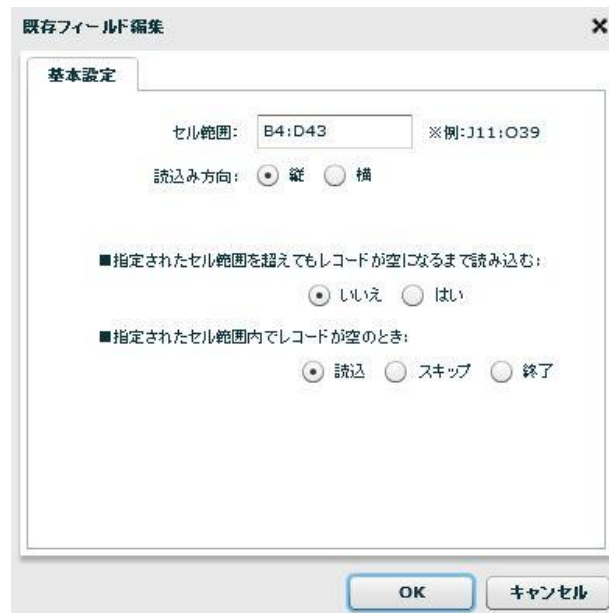 既存フィールド編集
基本設定
セル範囲: B4:D43 ※例:J11:O39
読込み方向: 縦 横
■指定されたセル範囲を超えてもレコードが空になるまで読み込む:
いいえ はい
■指定されたセル範囲内でレコードが空のとき:
読込 スキップ 終了
OK キャンセル